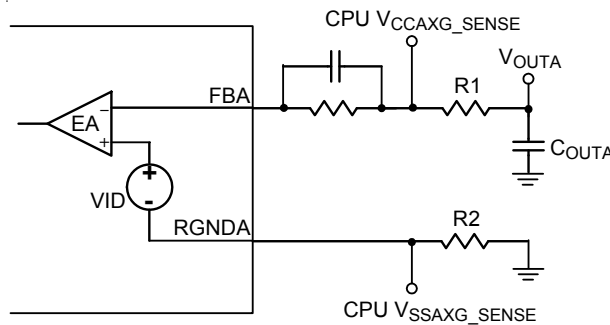 CPU VCCAXG_SENSE
VOUTA
R1
FBA
EA
COUTA
VID
RGNDA
R2
CPU VSSAXG_SENSE